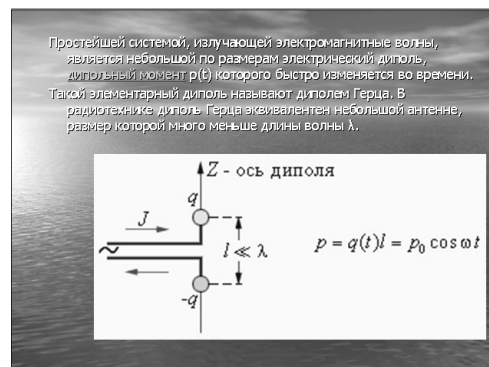 Простейшей системой, излучающей электромагнитные волны,
является небольшой по размерам электрический диполь,
дипольный момент p(t) которого быстро изменяется во времени.
Такой элементарный диполь называют диполем Герца. В
радиотехнике диполь Герца эквивалентен небольшой антенне,
размер которой много меньше длины волны λ.
Z - ось диполя
q
J
l ≪ λ
p = q(t)l = p₀ cos ωt
~
-q